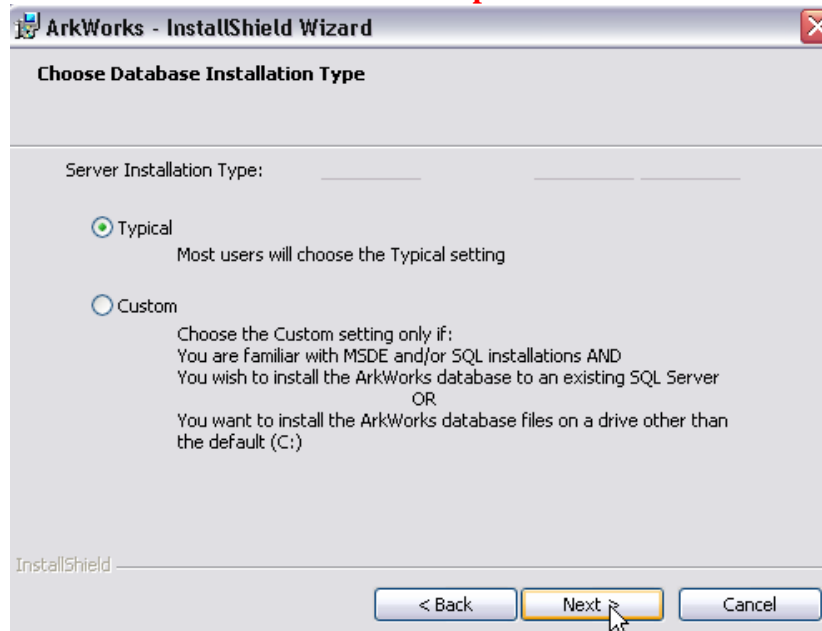 ArkWorks - InstallShield Wizard
Choose Database Installation Type
Server Installation Type:
Typical
Most users will choose the Typical setting
Custom
Choose the Custom setting only if:
You are familiar with MSDE and/or SQL installations AND
You wish to install the ArkWorks database to an existing SQL Server
OR
You want to install the ArkWorks database files on a drive other than
the default (C:)
InstallShield
< Back Next > Cancel